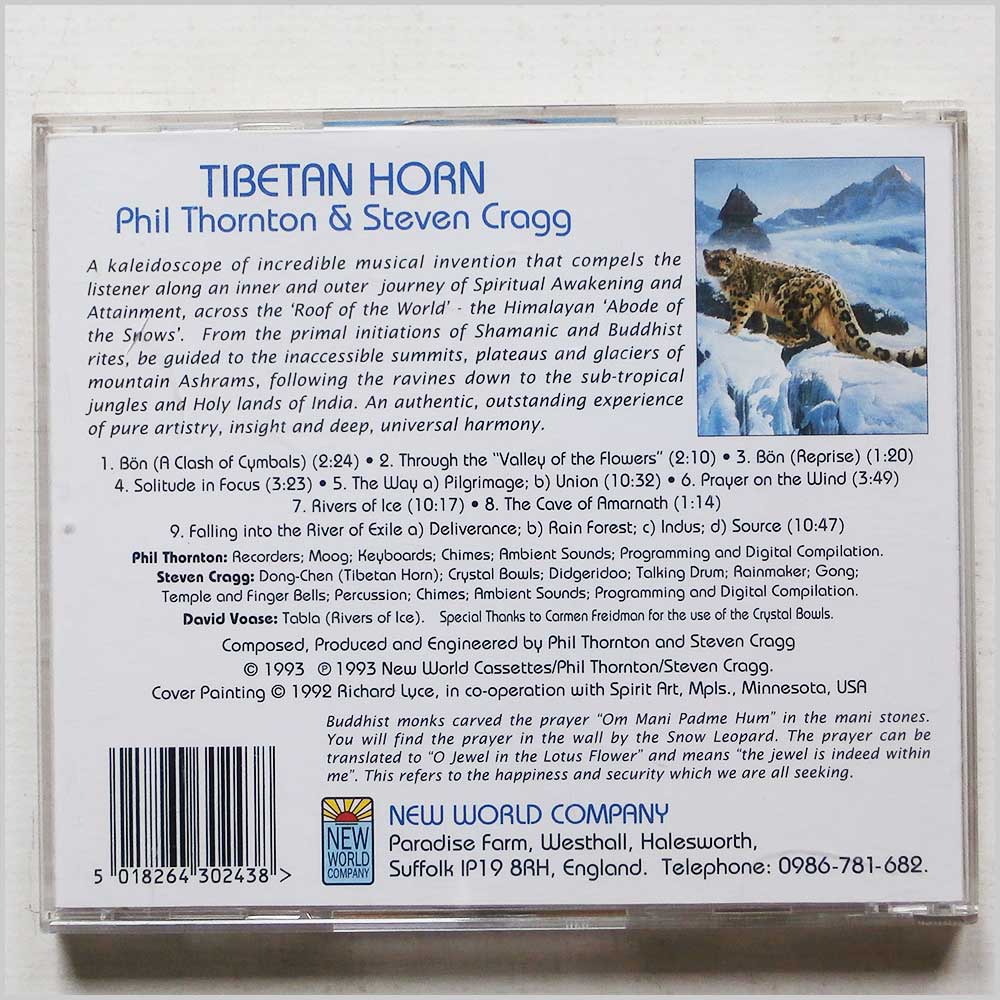 TIBETAN HORN
Phil Thornton & Steven Cragg
A kaleidoscope of incredible musical invention that compels the
listener along an inner and outer journey of Spiritual Awakening and
Attainment, across the ‘Roof of the World’ - the Himalayan ‘Abode of
the Snows’. From the primal initiations of Shamanic and Buddhist
rites, be guided to the inaccessible summits, plateaus and glaciers of
mountain Ashrams, following the ravines down to the sub-tropical
jungles and Holy lands of India. An authentic, outstanding experience
of pure artistry, insight and deep, universal harmony.
1. Bön (A Clash of Cymbals) (2:24) • 2. Through the "Valley of the Flowers" (2:10) • 3. Bön (Reprise) (1:20)
4. Solitude in Focus (3:23) • 5. The Way a) Pilgrimage; b) Union (10:32) • 6. Prayer on the Wind (3:49)
7. Rivers of Ice (10:17) • 8. The Cave of Amarnath (1:14)
9. Falling into the River of Exile a) Deliverance; b) Rain Forest; c) Indus; d) Source (10:47)
Phil Thornton: Recorders; Moog; Keyboards; Chimes; Ambient Sounds; Programming and Digital Compilation.
Steven Cragg: Dong-Chen (Tibetan Horn); Crystal Bowls; Didgeridoo; Talking Drum; Rainmaker; Gong;
Temple and Finger Bells; Percussion; Chimes; Ambient Sounds; Programming and Digital Compilation.
David Voase: Tabla (Rivers of Ice). Special Thanks to Carmen Freidman for the use of the Crystal Bowls.
Composed, Produced and Engineered by Phil Thornton and Steven Cragg
© 1993 ℗ 1993 New World Cassettes/Phil Thornton/Steven Cragg.
Cover Painting © 1992 Richard Lyce, in co-operation with Spirit Art, Mpls., Minnesota, USA
Buddhist monks carved the prayer "Om Mani Padme Hum" in the mani stones.
You will find the prayer in the wall by the Snow Leopard. The prayer can be
translated to "O Jewel in the Lotus Flower" and means "the jewel is indeed within
me". This refers to the happiness and security which we are all seeking.
NEW
WORLD
COMPANY
NEW WORLD COMPANY
Paradise Farm, Westhall, Halesworth,
Suffolk IP19 8RH, England. Telephone: 0986-781-682.
5 018264 302438 >